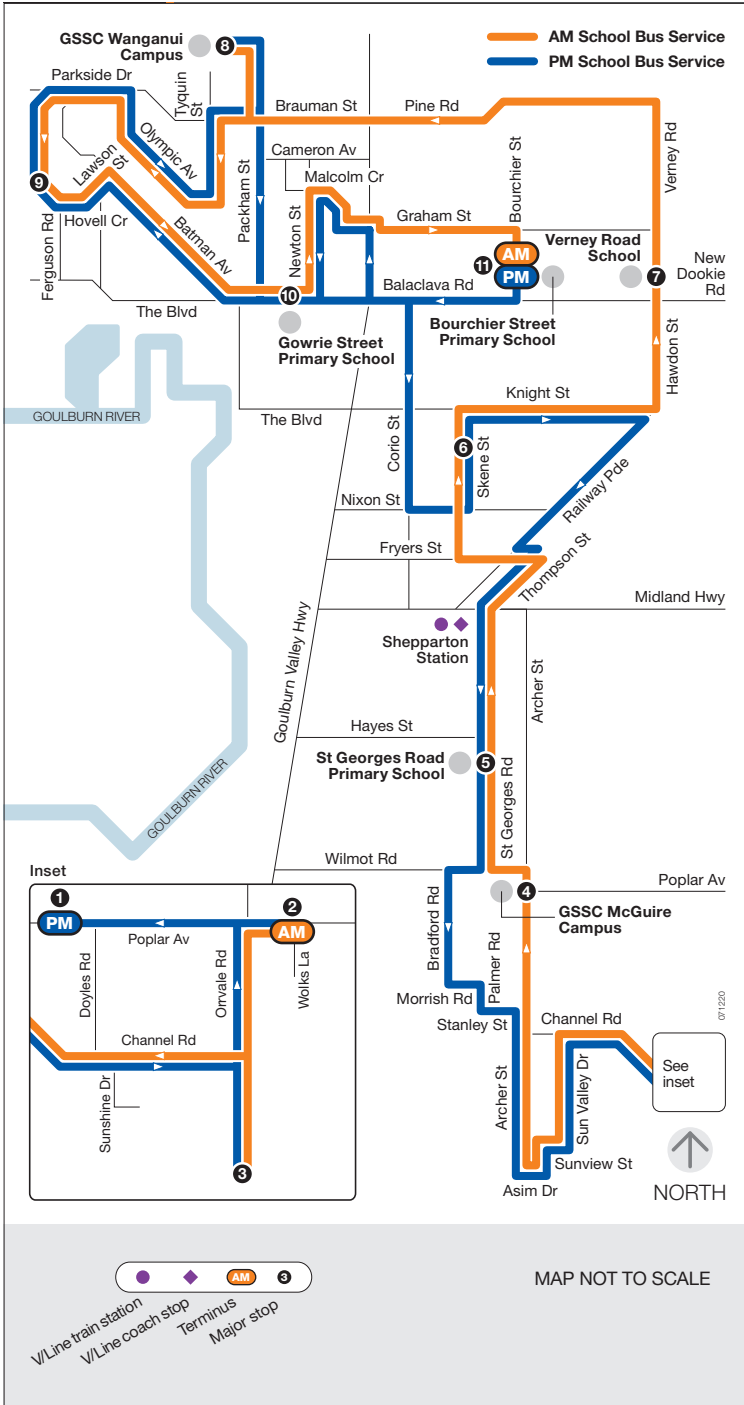 GSSC Wanganui
Campus
8
AM School Bus Service
PM School Bus Service
Parkside Dr
Tyquin
St
Brauman St
Pine Rd
Verney Rd
Olympic Av
Lawson
St
Cameron Av
Malcolm Cr
Bourchier St
9
Packham St
Graham St
Hovell Cr
Batman Av
Newton St
Ferguson Rd
Verney Road
School
AM
11
PM
7
New
Dookie
Rd
Balaclava Rd
10
The Blvd
Gowrie Street
Primary School
Bourchier Street
Primary School
Hawdon St
Knight St
GOULBURN RIVER
The Blvd
Corio St
6
Skene St
Railway Pde
Nixon St
Fryers St
Thompson St
Midland Hwy
Shepparton
Station
Goulburn Valley Hwy
Archer St
Hayes St
St Georges Road
Primary School
5
GOULBURN RIVER
St Georges Rd
Wilmot Rd
Inset
Poplar Av
4
GSSC McGuire
Campus
1
PM
2
AM
Poplar Av
Bradford Rd
Palmer Rd
Doyles Rd
Orrvale Rd
Wolks La
Morrish Rd
Stanley St
Channel Rd
071220
Channel Rd
See
inset
Sunshine Dr
Archer St
Sun Valley Dr
3
Sunview St
Asim Dr
NORTH
AM
3
MAP NOT TO SCALE
V/Line train station
V/Line coach stop
Terminus
Major stop